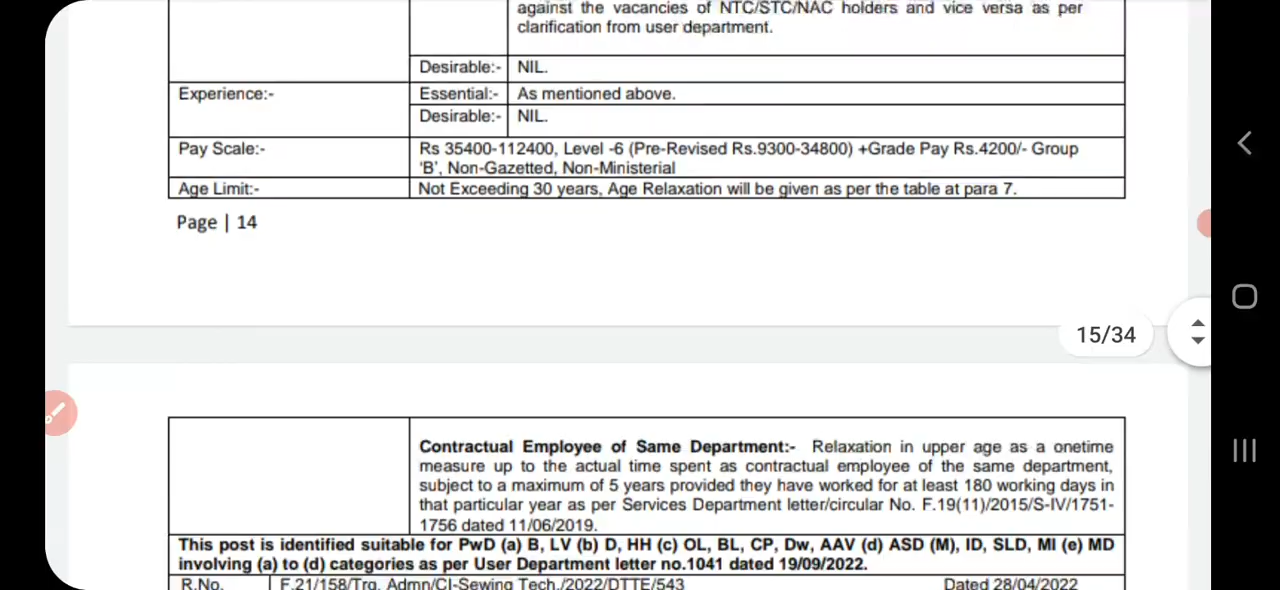 against the vacancies of NTC/STC/NAC holders and vice versa as per
clarification from user department.
Desirable:- NIL.
Experience:- Essential:- As mentioned above.
Desirable:- NIL.
Pay Scale:- Rs 35400-112400, Level -6 (Pre-Revised Rs.9300-34800) +Grade Pay Rs.4200/- Group
'B', Non-Gazetted, Non-Ministerial
Age Limit:- Not Exceeding 30 years, Age Relaxation will be given as per the table at para 7.
Page | 14
15/34
Contractual Employee of Same Department:- Relaxation in upper age as a onetime
measure up to the actual time spent as contractual employee of the same department,
subject to a maximum of 5 years provided they have worked for at least 180 working days in
that particular year as per Services Department letter/circular No. F.19(11)/2015/S-IV/1751-
1756 dated 11/06/2019.
This post is identified suitable for PwD (a) B, LV (b) D, HH (c) OL, BL, CP, Dw, AAV (d) ASD (M), ID, SLD, MI (e) MD
involving (a) to (d) categories as per User Department letter no.1041 dated 19/09/2022.
R.No. F.21/158/Trg. Admn/CI-Sewing Tech./2022/DTTE/543 Dated 28/04/2022